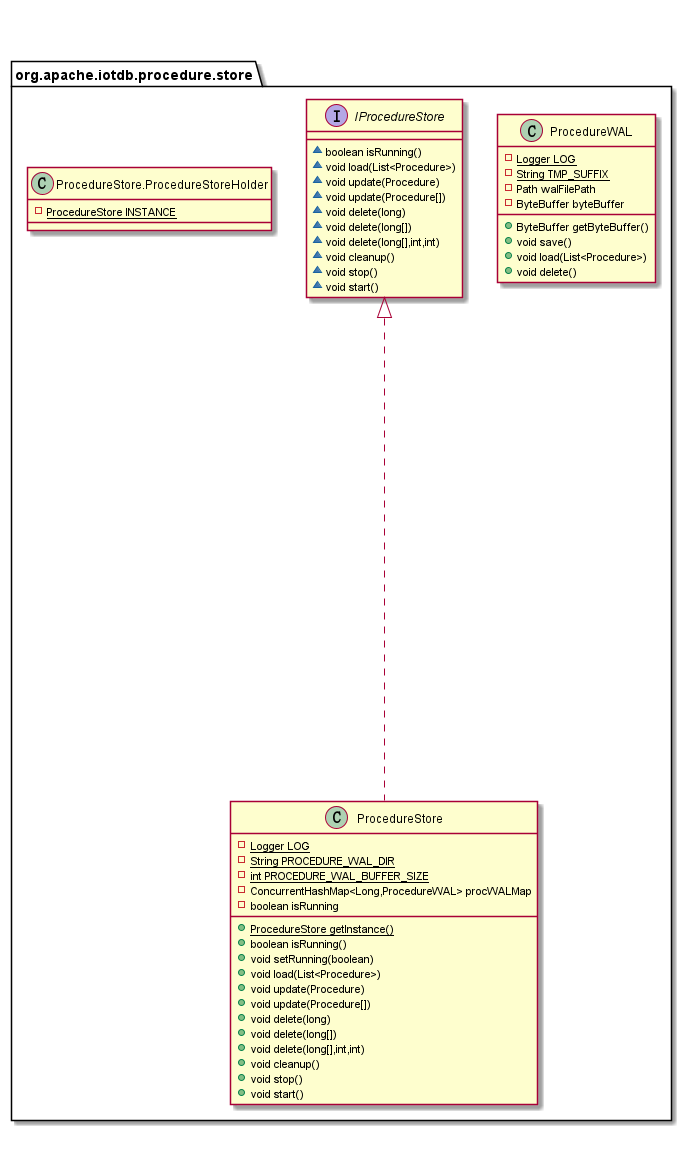 org.apache.iotdb.procedure.store
C ProcedureStore.ProcedureStoreHolder
ProcedureStore INSTANCE
I IProcedureStore
boolean isRunning()
void load(List<Procedure>)
void update(Procedure)
void update(Procedure[])
void delete(long)
void delete(long[])
void delete(long[],int,int)
void cleanup()
void stop()
void start()
C ProcedureWAL
Logger LOG
String TMP_SUFFIX
Path walFilePath
ByteBuffer byteBuffer
ByteBuffer getByteBuffer()
void save()
void load(List<Procedure>)
void delete()
C ProcedureStore
Logger LOG
String PROCEDURE_WAL_DIR
int PROCEDURE_WAL_BUFFER_SIZE
ConcurrentHashMap<Long,ProcedureWAL> procWALMap
boolean isRunning
ProcedureStore getInstance()
boolean isRunning()
void setRunning(boolean)
void load(List<Procedure>)
void update(Procedure)
void update(Procedure[])
void delete(long)
void delete(long[])
void delete(long[],int,int)
void cleanup()
void stop()
void start()